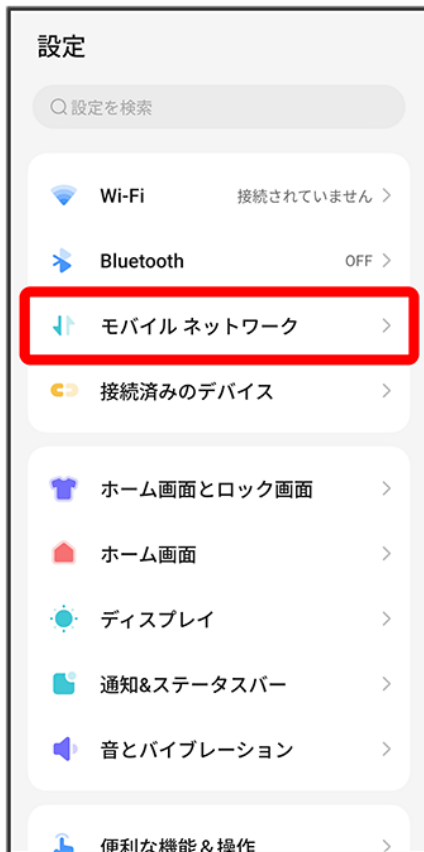 設定
設定を検索
Wi-Fi 接続されていません
Bluetooth OFF
モバイル ネットワーク
接続済みのデバイス
ホーム画面とロック画面
ホーム画面
ディスプレイ
通知&ステータスバー
音とバイブレーション
便利な機能＆操作